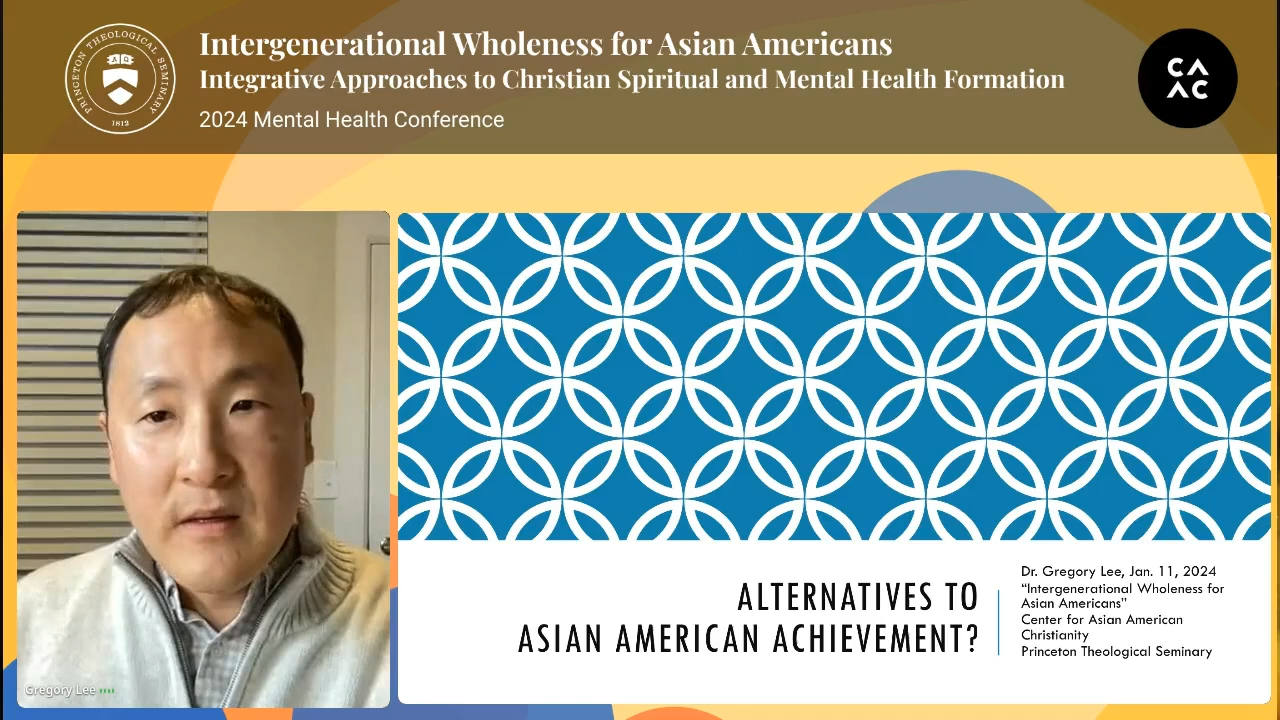 PRINCETON THEOLOGICAL SEMINARY
1812
Intergenerational Wholeness for Asian Americans
Integrative Approaches to Christian Spiritual and Mental Health Formation
2024 Mental Health Conference
CA
AC
Gregory Lee
ALTERNATIVES TO
ASIAN AMERICAN ACHIEVEMENT?
Dr. Gregory Lee, Jan. 11, 2024
“Intergenerational Wholeness for
Asian Americans”
Center for Asian American
Christianity
Princeton Theological Seminary